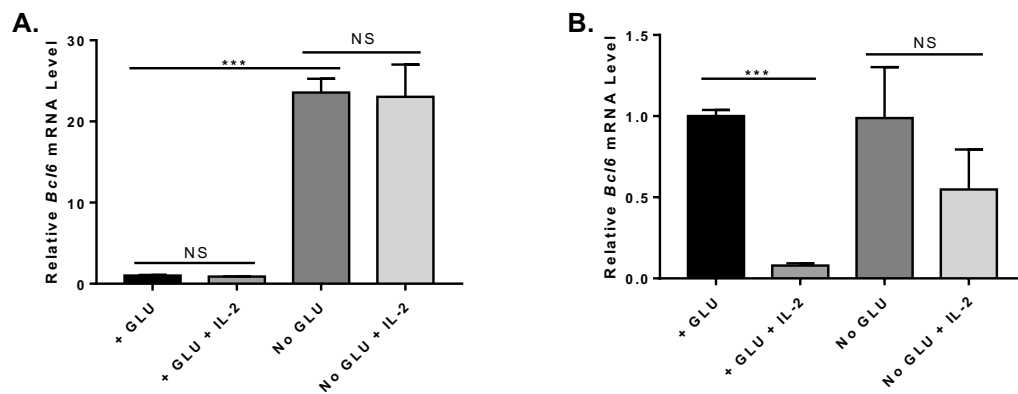 A.
Relative Bcl6 mRNA Level
30
20
10
0
NS
***
NS
+ GLU
+ GLU + IL-2
No GLU
No GLU + IL-2
B.
Relative Bcl6 mRNA Level
1.5
1.0
0.5
0.0
***
NS
+ GLU
+ GLU + IL-2
No GLU
No GLU + IL-2